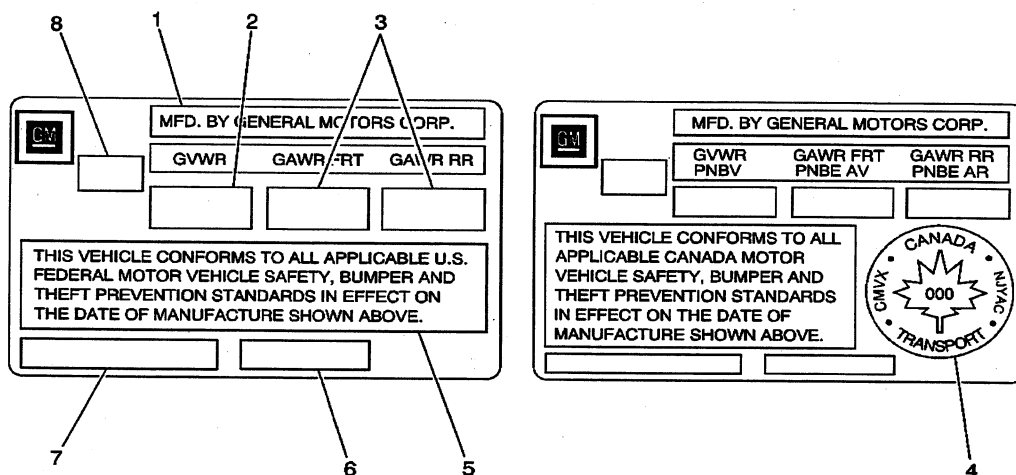 8
1
2
3
GM
MFD. BY GENERAL MOTORS CORP.
GVWR GAWR FRT GAWR RR
THIS VEHICLE CONFORMS TO ALL APPLICABLE U.S.
FEDERAL MOTOR VEHICLE SAFETY, BUMPER AND
THEFT PREVENTION STANDARDS IN EFFECT ON
THE DATE OF MANUFACTURE SHOWN ABOVE.
7
6
5
GM
MFD. BY GENERAL MOTORS CORP.
GVWR GAWR FRT GAWR RR
PNBV PNBE AV PNBE AR
THIS VEHICLE CONFORMS TO ALL
APPLICABLE CANADA MOTOR
VEHICLE SAFETY, BUMPER AND
THEFT PREVENTION STANDARDS
IN EFFECT ON THE DATE OF
MANUFACTURE SHOWN ABOVE.
CANADA
CMVX
000
NJYAC
TRANSPORT
4